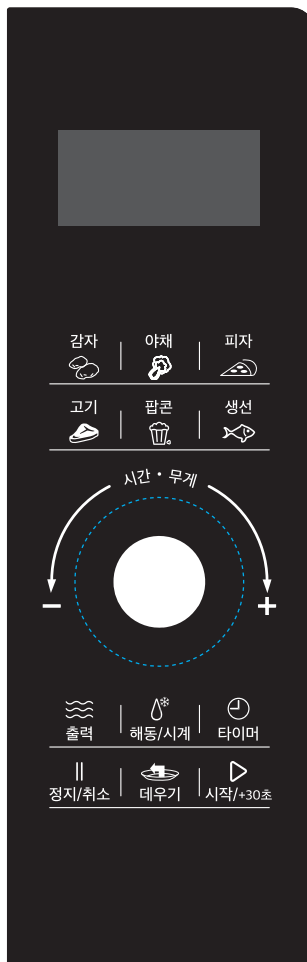 감자 야채 피자
고기 팝콘 생선
시간 · 무게
− +
출력 해동/시계 타이머
정지/취소 데우기 시작/+30초